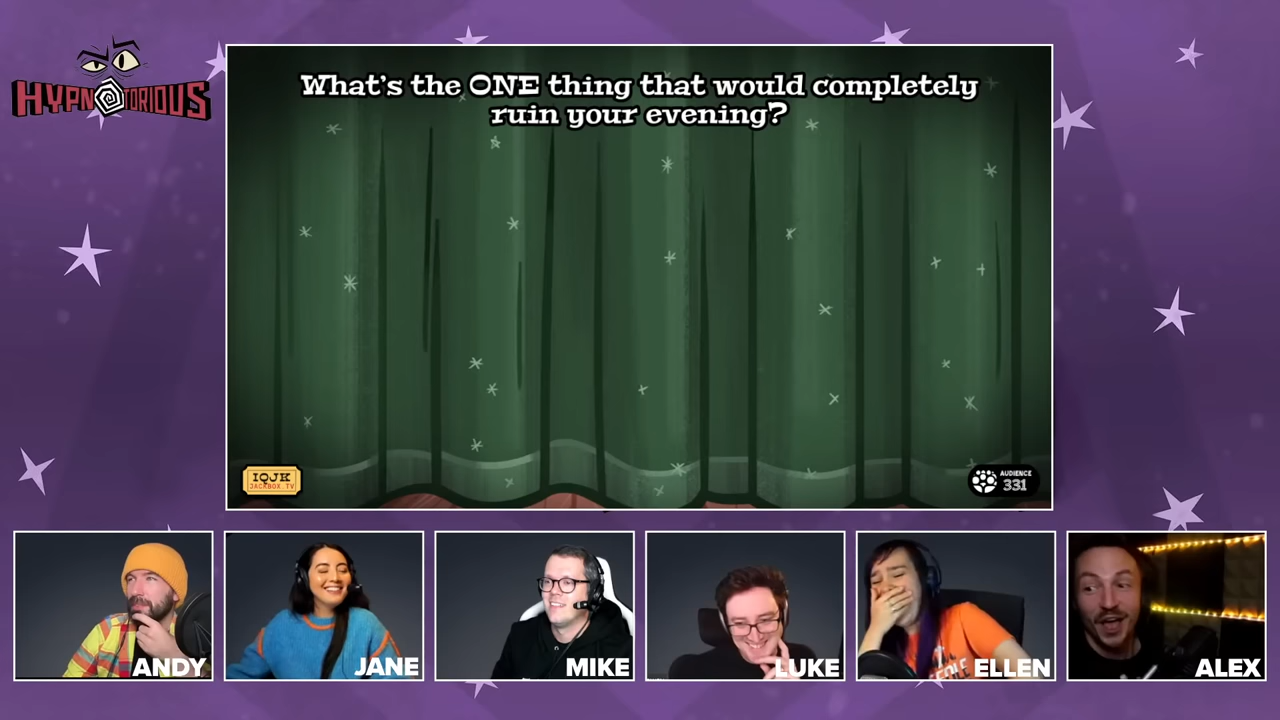 HYPNOTORIOUS
What's the ONE thing that would completely
ruin your evening?
IQJK
JACKBOX.TV
AUDIENCE
331
ANDY
JANE
MIKE
LUKE
ELLEN
ALEX